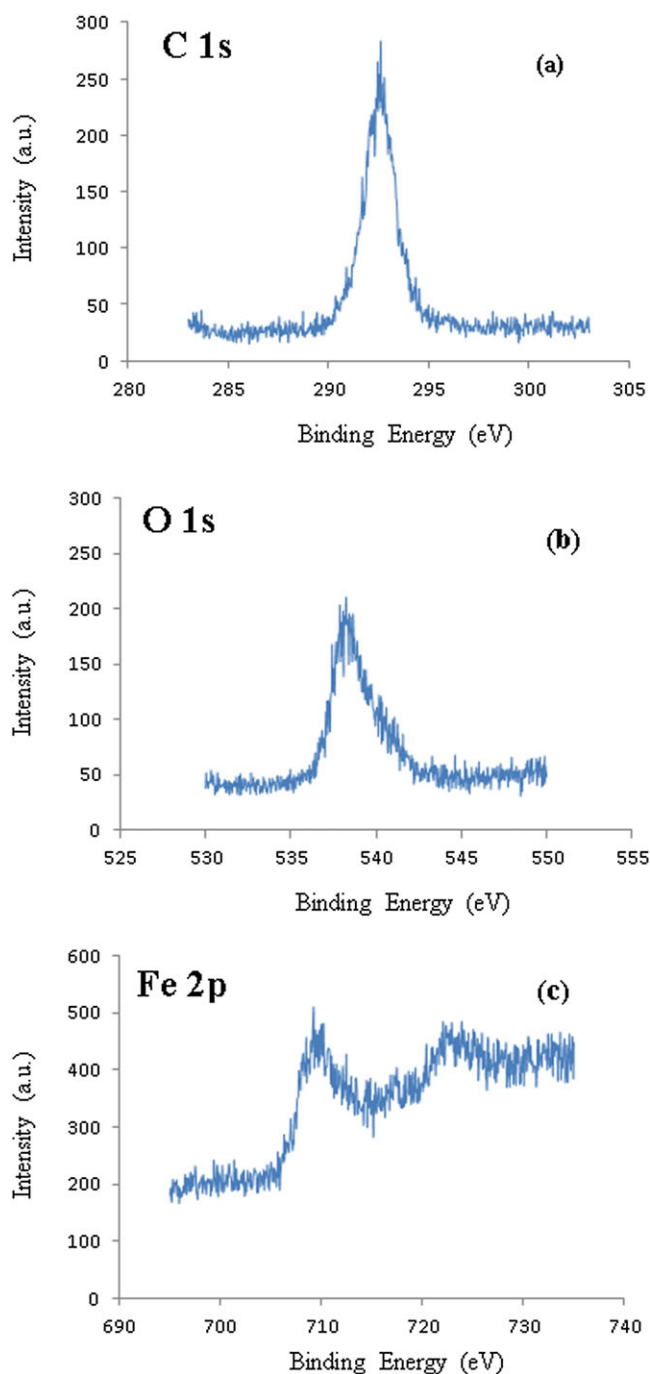 C 1s
(a)
Intensity (a.u.)
300
250
200
150
100
50
0
280 285 290 295 300 305
Binding Energy (eV)
O 1s
(b)
Intensity (a.u.)
300
250
200
150
100
50
0
525 530 535 540 545 550 555
Binding Energy (eV)
Fe 2p
(c)
Intensity (a.u.)
600
500
400
300
200
100
0
690 700 710 720 730 740
Binding Energy (eV)